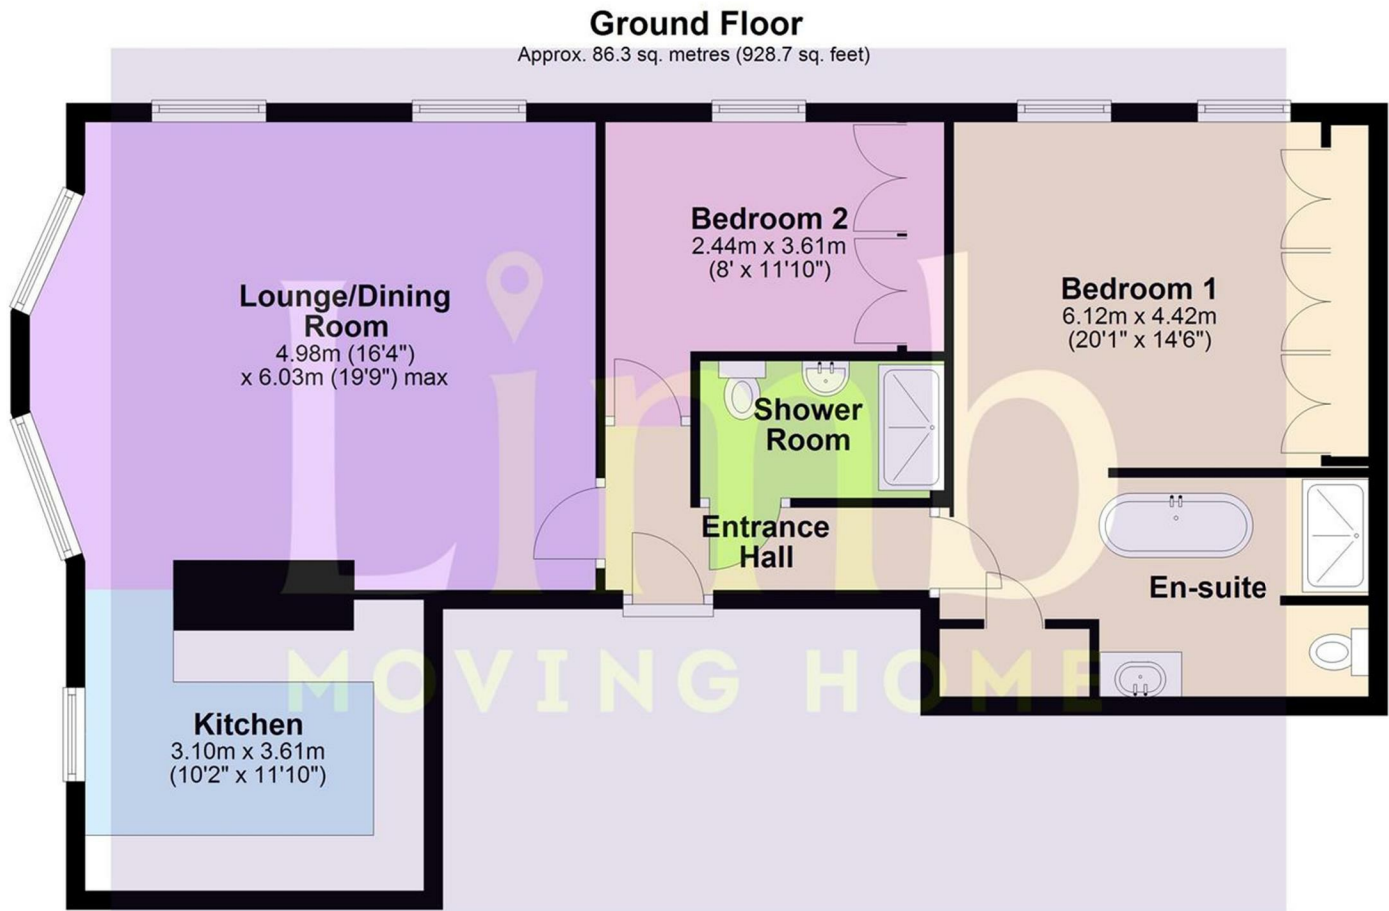 Ground Floor
Approx. 86.3 sq. metres (928.7 sq. feet)
Bedroom 2
2.44m x 3.61m
(8' x 11'10")
Lounge/Dining
Room
4.98m (16'4")
x 6.03m (19'9") max
Bedroom 1
6.12m x 4.42m
(20'1" x 14'6")
Shower
Room
Entrance
Hall
En-suite
Kitchen
3.10m x 3.61m
(10'2" x 11'10")
Limb
MOVING HOME